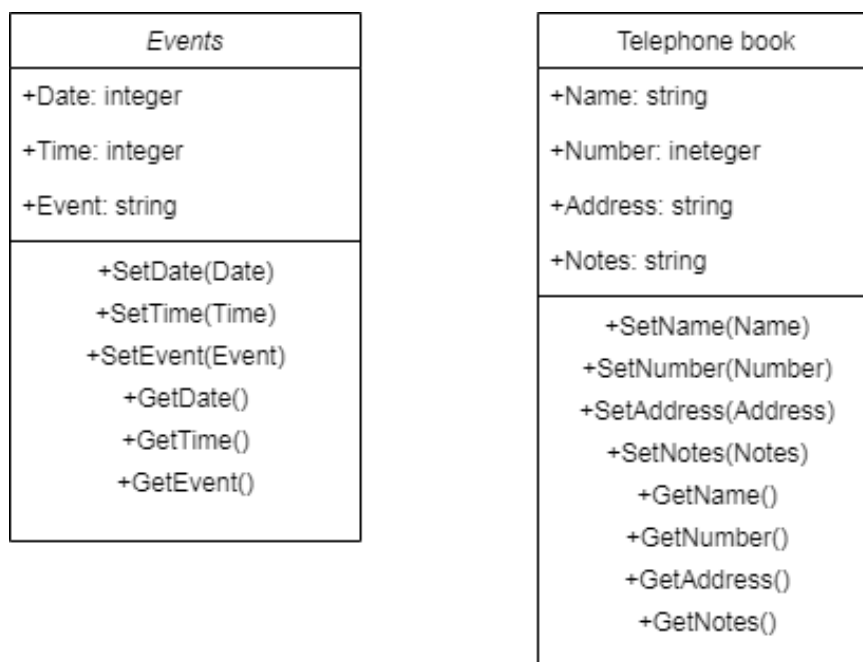 Events
+Date: integer
+Time: integer
+Event: string
+SetDate(Date)
+SetTime(Time)
+SetEvent(Event)
+GetDate()
+GetTime()
+GetEvent()
Telephone book
+Name: string
+Number: ineteger
+Address: string
+Notes: string
+SetName(Name)
+SetNumber(Number)
+SetAddress(Address)
+SetNotes(Notes)
+GetName()
+GetNumber()
+GetAddress()
+GetNotes()